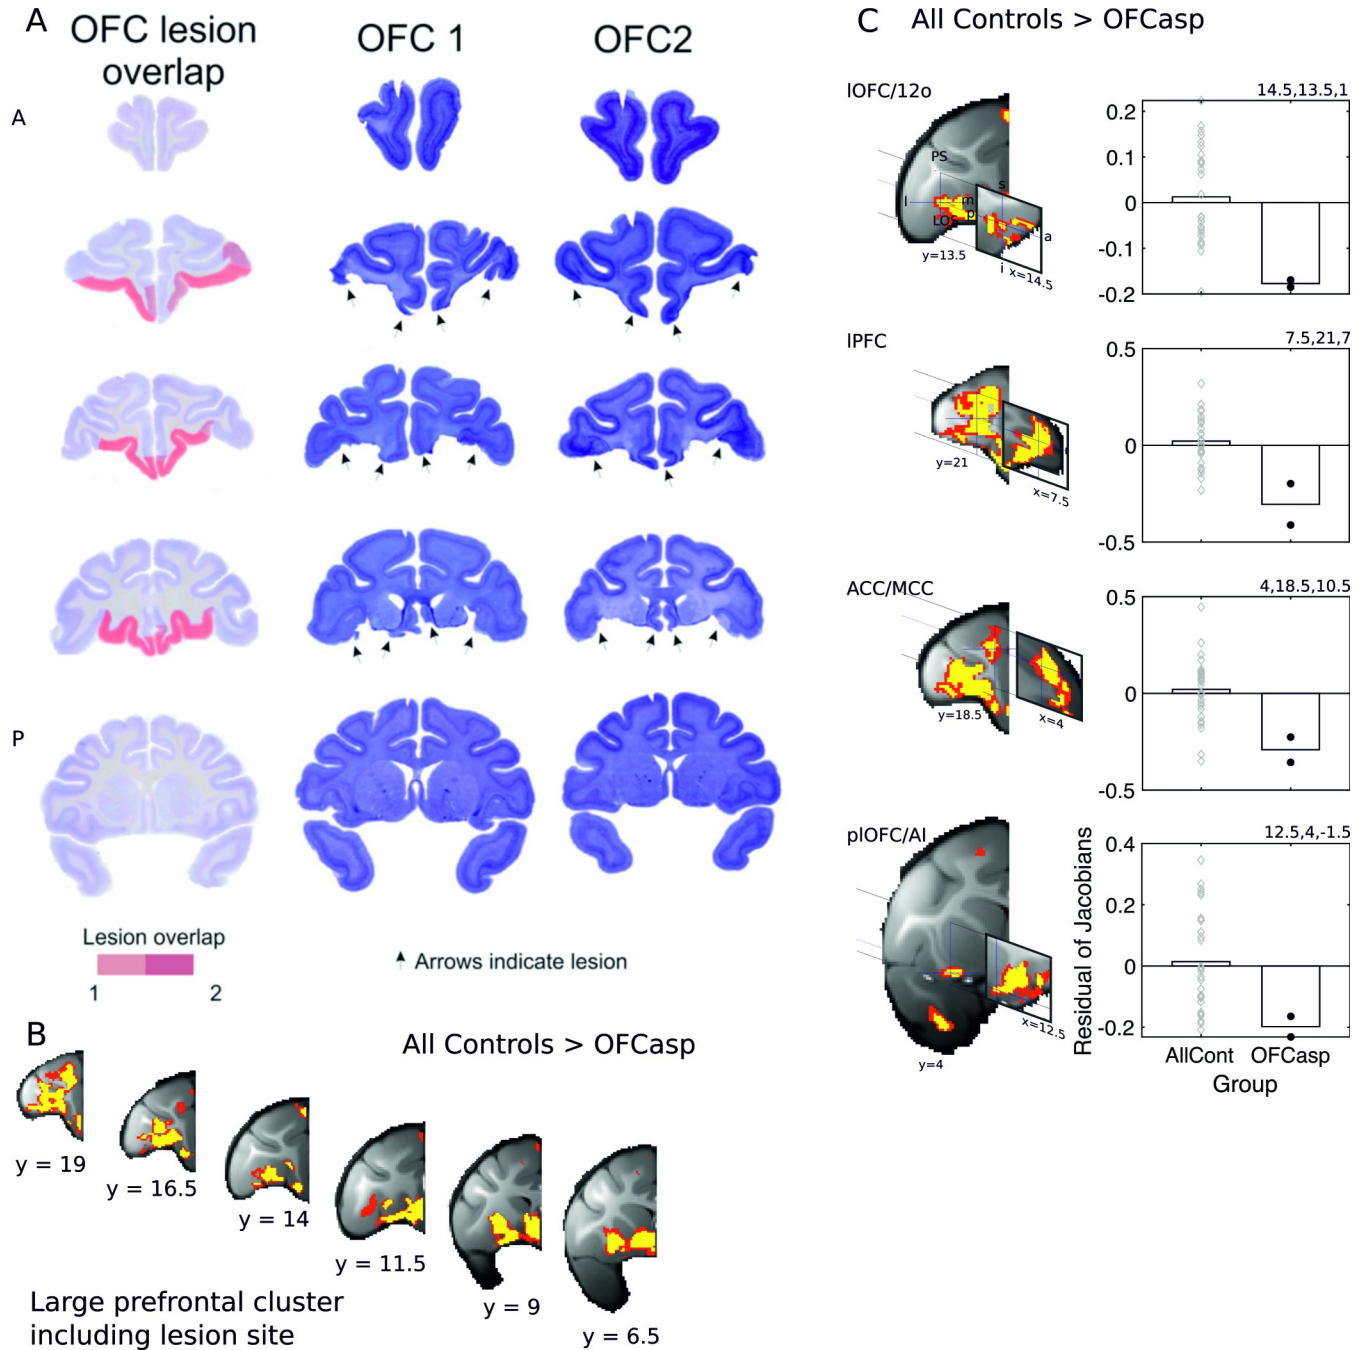 A
OFC lesion
overlap
OFC 1
OFC2
A
P
Lesion overlap
1
2
Arrows indicate lesion
B
All Controls > OFCasp
y = 19
y = 16.5
y = 14
y = 11.5
y = 9
y = 6.5
Large prefrontal cluster
including lesion site
C All Controls > OFCasp
lOFC/12o
14.5,13.5,1
PS
s
l
m
p
LOS
a
i
y=13.5
x=14.5
0.2
0.1
0
-0.1
-0.2
lPFC
7.5,21,7
y=21
x=7.5
0.5
0
-0.5
ACC/MCC
4,18.5,10.5
y=18.5
x=4
0.5
0
-0.5
plOFC/AI
12.5,4,-1.5
y=4
x=12.5
Residual of Jacobians
0.4
0.2
0
-0.2
AllCont OFCasp
Group